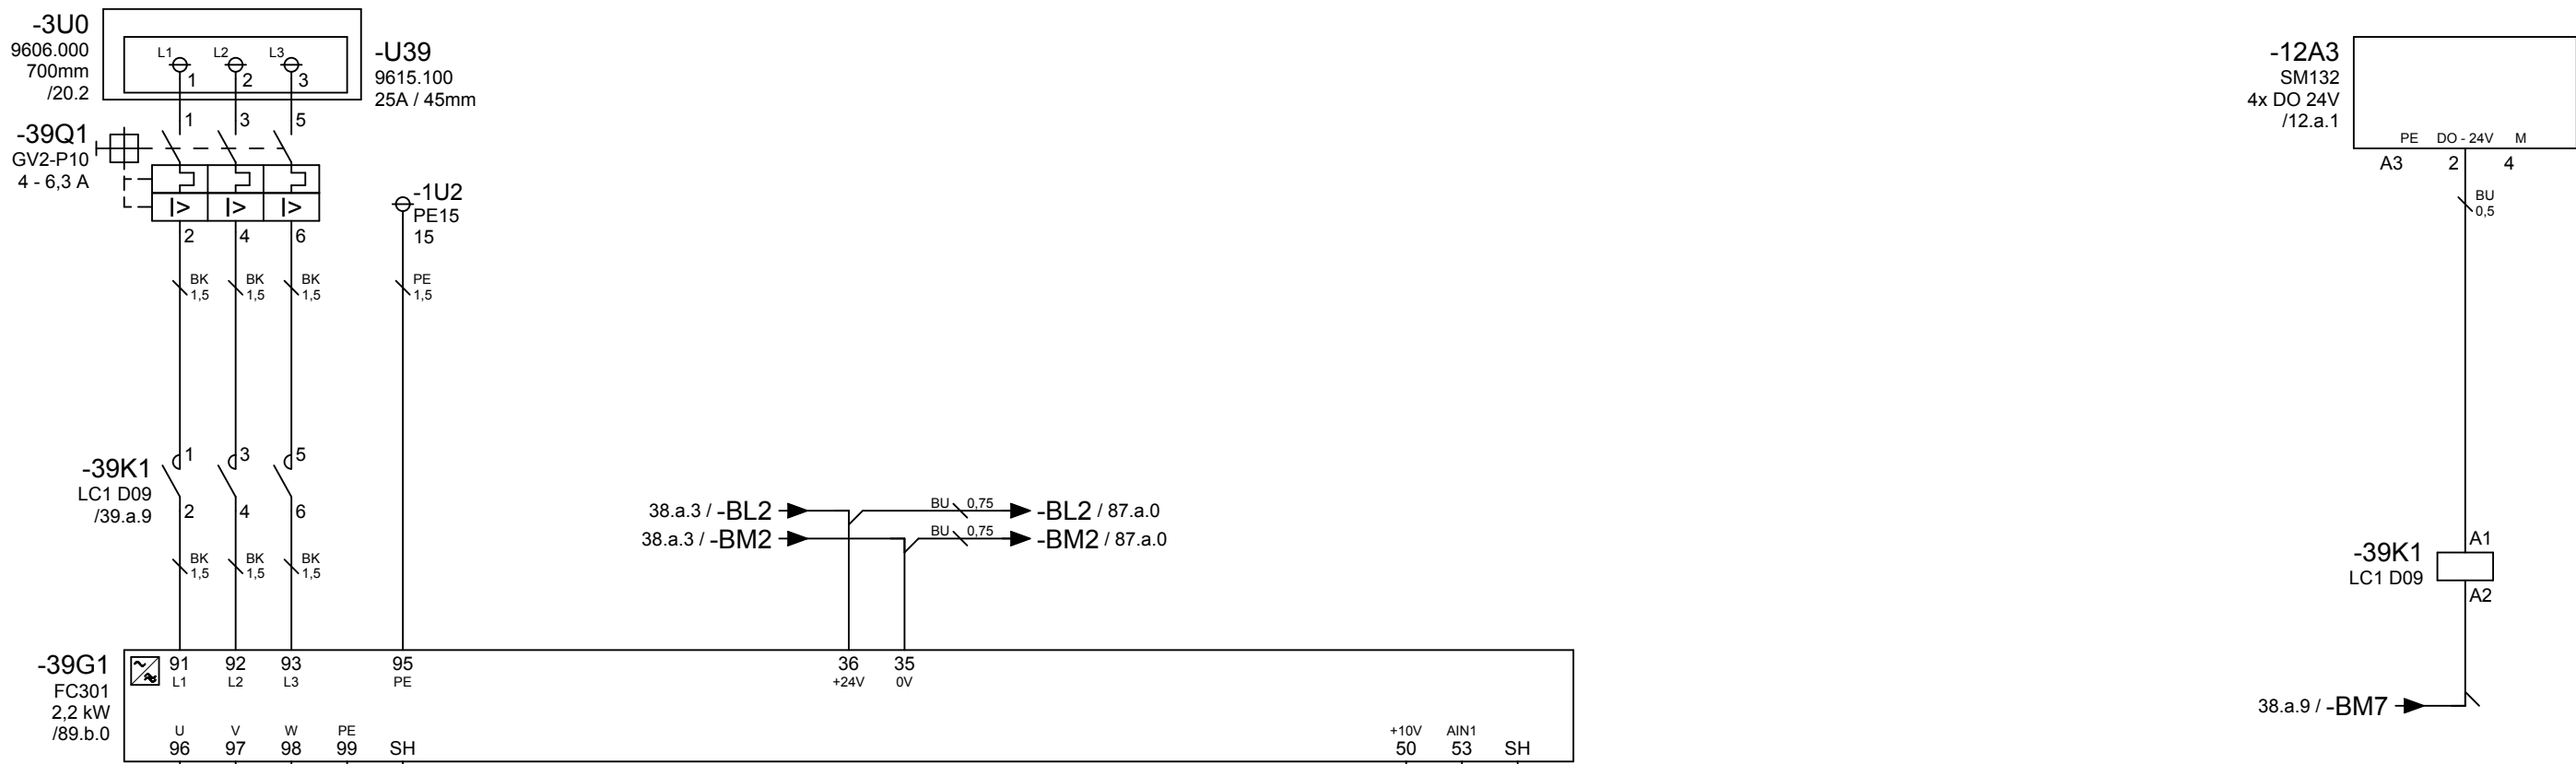 -3U0
9606.000
700mm
/20.2
L1 L2 L3
1 2 3
-U39
9615.100
25A / 45mm
-39Q1
GV2-P10
4 - 6,3 A
1 3 5
I> I> I>
2 4 6
-1U2
PE15
15
BK BK BK PE
1,5 1,5 1,5 1,5
-39K1
LC1 D09
/39.a.9
1 3 5
2 4 6
BK BK BK
1,5 1,5 1,5
38.a.3 / -BL2 BU 0,75 -BL2 / 87.a.0
38.a.3 / -BM2 BU 0,75 -BM2 / 87.a.0
-39G1
FC301
2,2 kW
/89.b.0
91 92 93 95 36 35
L1 L2 L3 PE +24V 0V
U V W PE +10V AIN1
96 97 98 99 SH 50 53 SH
-12A3
SM132
4x DO 24V
/12.a.1
PE DO - 24V M
A3 2 4
BU
0,5
-39K1
LC1 D09
A1
A2
38.a.9 / -BM7